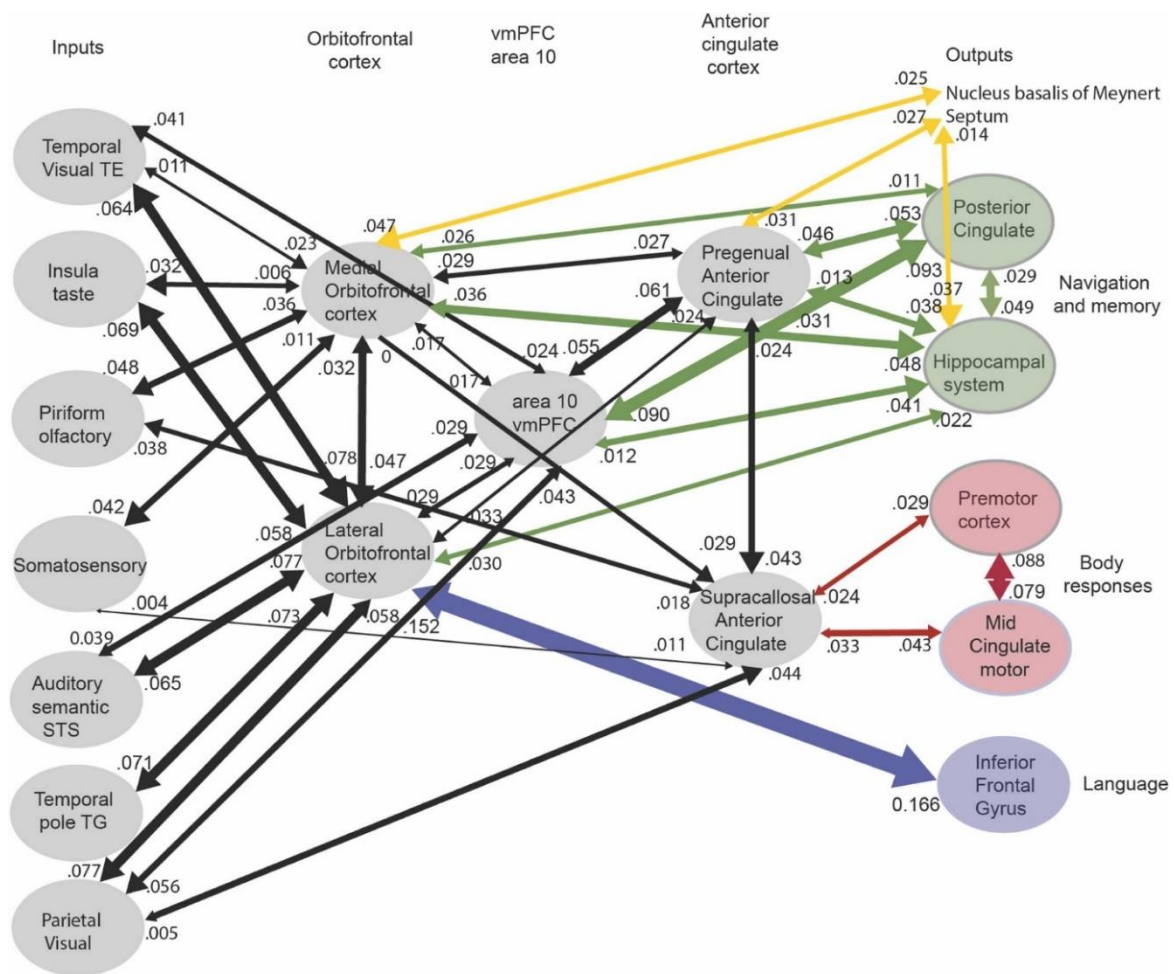 Inputs
Orbitofrontal
cortex
vmPFC
area 10
Anterior
cingulate
cortex
Outputs
.025
Nucleus basalis of Meynert
.027
Septum
.014
.041
Temporal
Visual TE
.011
.064
.011
.053
Posterior
Cingulate
.047
.026
.023
.027
.031
.046
Pregenual
Anterior
Cingulate
.029
Medial
Orbitofrontal
cortex
Insula
taste
.032
.006
.036
.069
.013
.093
.037
.029
.049
Navigation
and memory
.036
.061
.024
.031
.038
.011
.032
0
.017
.017
.024
.055
.024
.048
Hippocampal
system
.048
Piriform
olfactory
.038
area 10
vmPFC
.090
.041
.022
.029
.012
.078
.047
.029
.043
.042
.029
.033
.029
Premotor
cortex
.058
Lateral
Orbitofrontal
cortex
.077
Somatosensory
.030
.029
.043
.088
.079
Body
responses
.004
.073
.058
.152
.018
Supracallosal
Anterior
Cingulate
.024
.011
.033
.043
Mid
Cingulate
motor
0.039
.065
Auditory
semantic
STS
.044
.071
Inferior
Frontal
Gyrus
Language
0.166
Temporal
pole TG
.077
.056
Parietal
Visual
.005